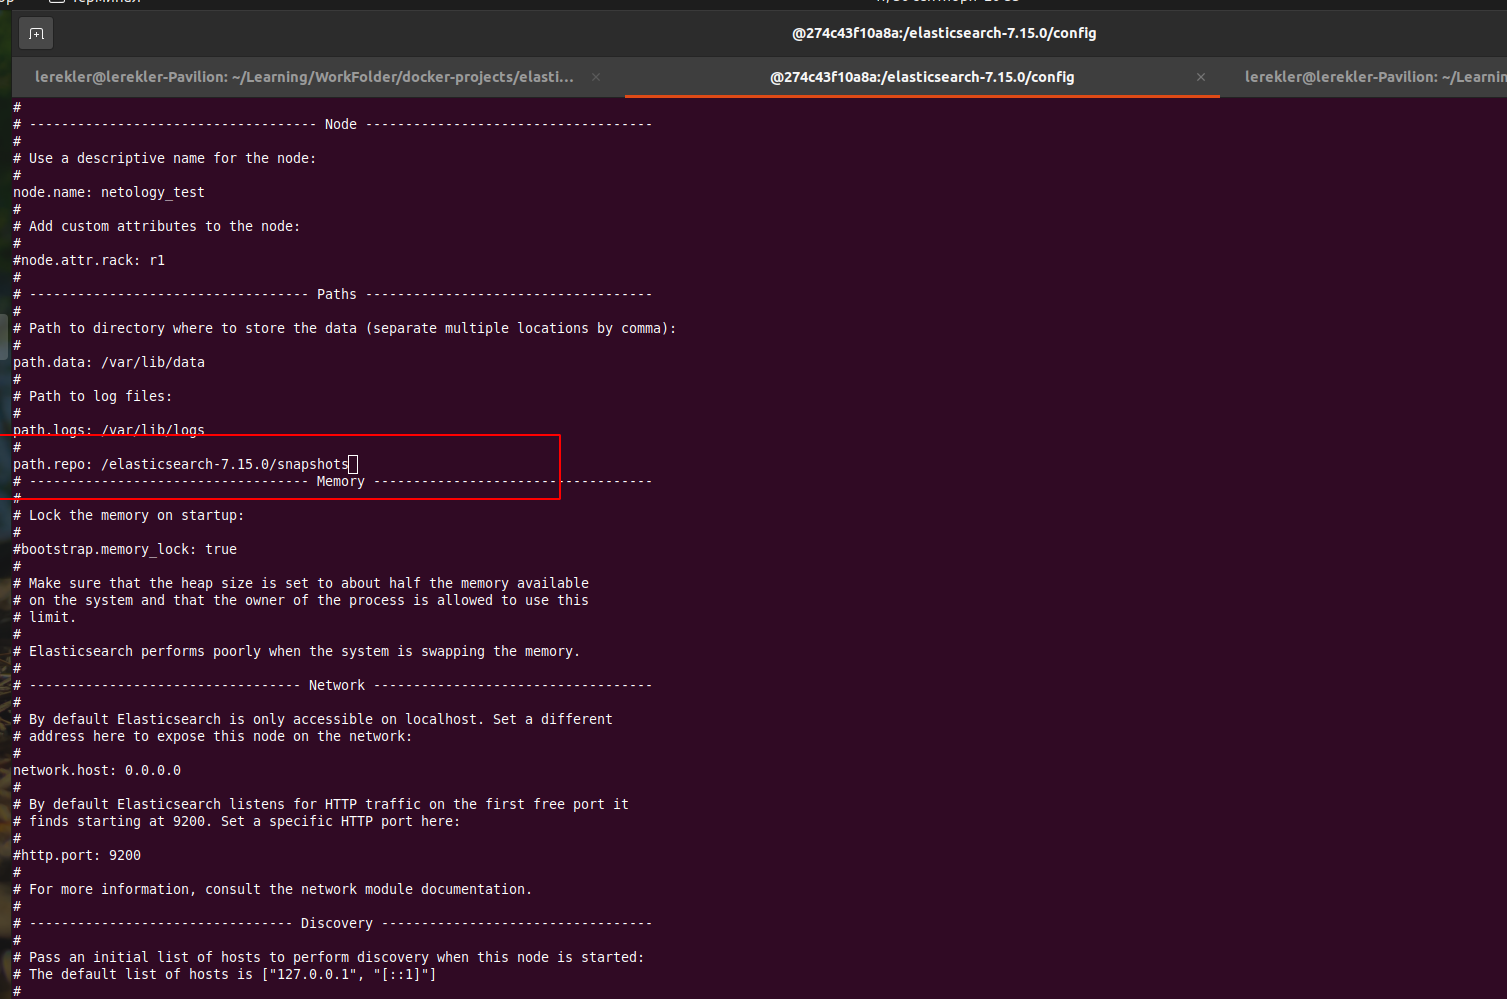 @274c43f10a8a:/elasticsearch-7.15.0/config
lerekler@lerekler-Pavilion: ~/Learning/WorkFolder/docker-projects/elasti... ×
@274c43f10a8a:/elasticsearch-7.15.0/config ×
lerekler@lerekler-Pavilion: ~/Learnin
#
# ------------------------------------ Node ------------------------------------
#
# Use a descriptive name for the node:
#
node.name: netology_test
#
# Add custom attributes to the node:
#
#node.attr.rack: r1
#
# ----------------------------------- Paths ------------------------------------
#
# Path to directory where to store the data (separate multiple locations by comma):
#
path.data: /var/lib/data
#
# Path to log files:
#
path.logs: /var/lib/logs
#
path.repo: /elasticsearch-7.15.0/snapshots
# ----------------------------------- Memory -----------------------------------
#
# Lock the memory on startup:
#
#bootstrap.memory_lock: true
#
# Make sure that the heap size is set to about half the memory available
# on the system and that the owner of the process is allowed to use this
# limit.
#
# Elasticsearch performs poorly when the system is swapping the memory.
#
# ---------------------------------- Network -----------------------------------
#
# By default Elasticsearch is only accessible on localhost. Set a different
# address here to expose this node on the network:
#
network.host: 0.0.0.0
#
# By default Elasticsearch listens for HTTP traffic on the first free port it
# finds starting at 9200. Set a specific HTTP port here:
#
#http.port: 9200
#
# For more information, consult the network module documentation.
#
# --------------------------------- Discovery ----------------------------------
#
# Pass an initial list of hosts to perform discovery when this node is started:
# The default list of hosts is ["127.0.0.1", "[::1]"]
#